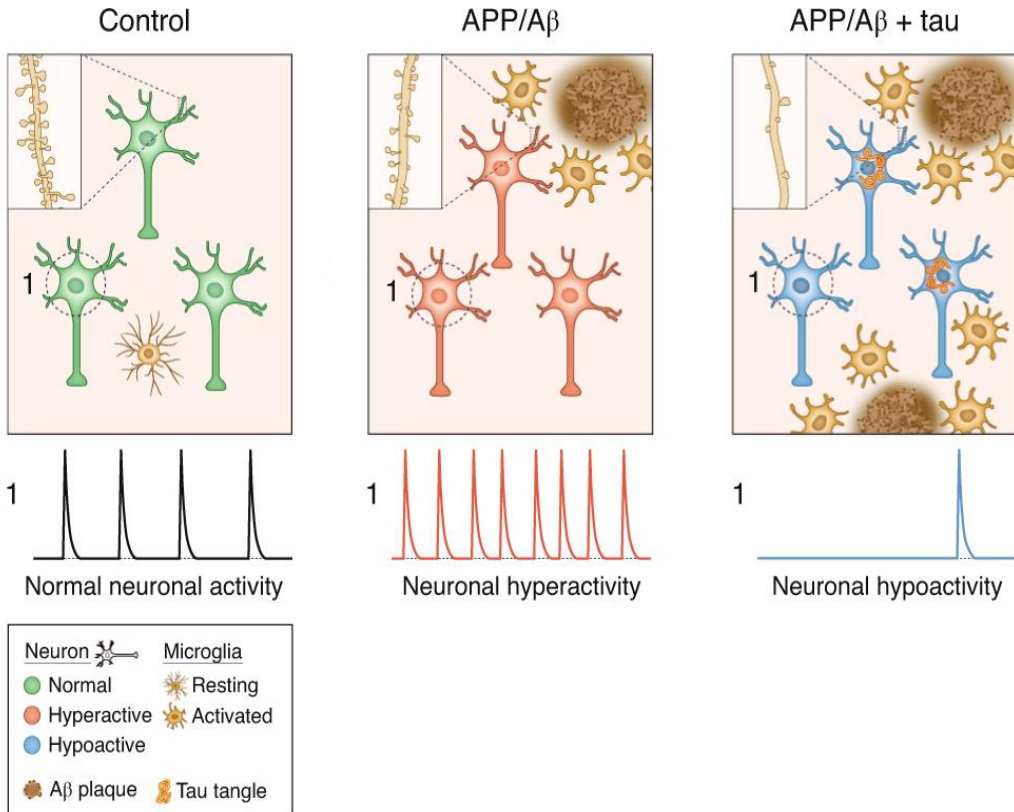 Control
APP/Aβ
APP/Aβ + tau
1
1
1
1
1
1
Normal neuronal activity
Neuronal hyperactivity
Neuronal hypoactivity
Neuron
Microglia
Normal
Resting
Hyperactive
Activated
Hypoactive
Aβ plaque
Tau tangle